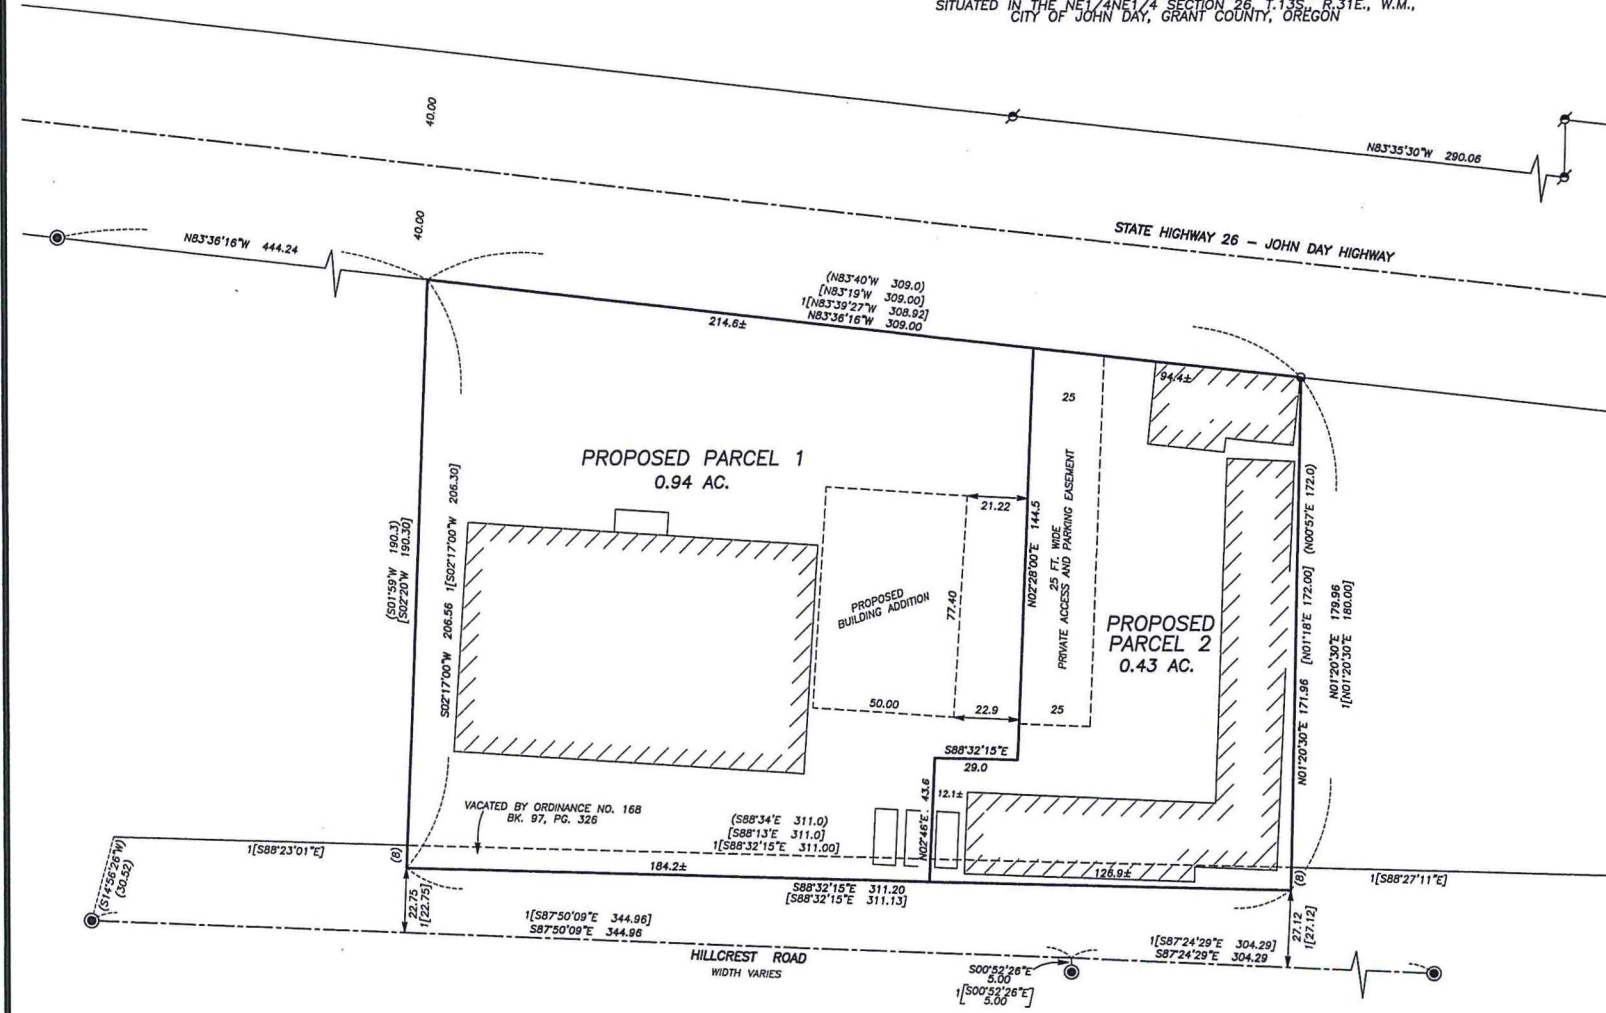 SITUATED IN THE NE1/4NE1/4 SECTION 26, T.13S., R.31E., W.M.,
CITY OF JOHN DAY, GRANT COUNTY, OREGON
40.00
N83°35'30"W 290.06
40.00
STATE HIGHWAY 26 - JOHN DAY HIGHWAY
N83°36'16"W 444.24
(N83°40'W 309.0)
[N83°19'W 309.00]
1[N83°39'27"W 308.92]
N83°36'16"W 309.00
214.6±
94.4±
25
PROPOSED PARCEL 1
0.94 AC.
21.22
N02°28'00"E 144.5
25 FT. WIDE
PRIVATE ACCESS AND PARKING EASEMENT
(S01°59'W 190.3)
[S02°20'W 190.30]
S02°17'00"W 206.56 1[S02°17'00"W 206.30]
PROPOSED
BUILDING ADDITION
77.40
PROPOSED
PARCEL 2
0.43 AC.
N01°20'30"E 171.96 [N01°18'E 172.00] (N00°57'E 172.0)
N01°20'30"E 179.96
1[N01°20'30"E 180.00]
50.00
22.9
25
S88°32'15"E
29.0
N02°46'E 43.6
12.1±
VACATED BY ORDINANCE NO. 168
BK. 97, PG. 326
(S88°34'E 311.0)
[S88°13'E 311.0]
1[S88°32'15"E 311.00]
1[S88°23'01"E]
(8)
184.2±
126.9±
(8)
1[S88°27'11"E]
(S14°56'26"W)
(30.52)
S88°32'15"E 311.20
[S88°32'15"E 311.13]
22.75
1[22.75]
27.12
1[27.12]
1[S87°50'09"E 344.96]
S87°50'09"E 344.96
1[S87°24'29"E 304.29]
S87°24'29"E 304.29
HILLCREST ROAD
WIDTH VARIES
S00°52'26"E
5.00
1[S00°52'26"E]
5.00